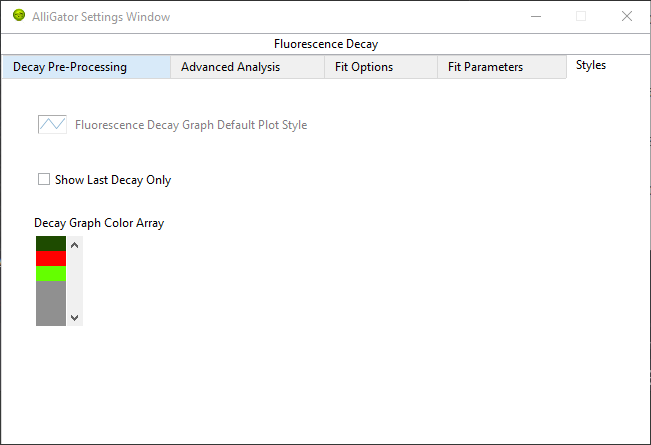 AlliGator Settings Window
Fluorescence Decay
Decay Pre-Processing Advanced Analysis Fit Options Fit Parameters Styles
Fluorescence Decay Graph Default Plot Style
Show Last Decay Only
Decay Graph Color Array